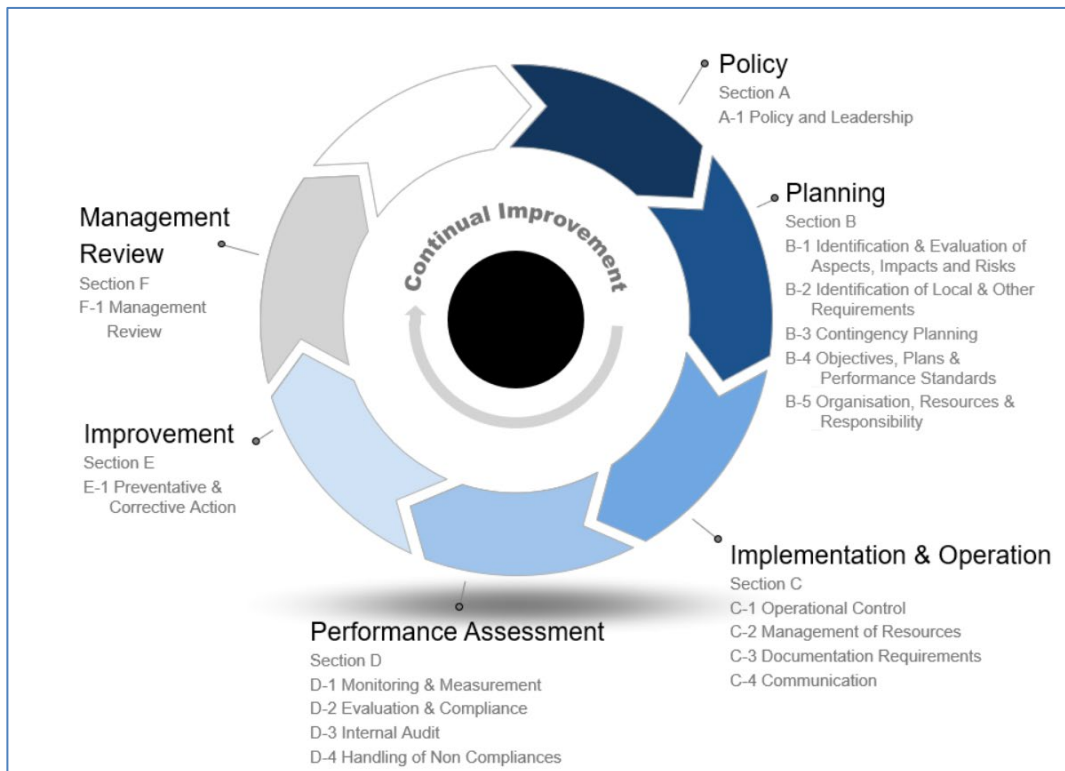 Policy
Section A
A-1 Policy and Leadership
Planning
Section B
B-1 Identification & Evaluation of
Aspects, Impacts and Risks
B-2 Identification of Local & Other
Requirements
B-3 Contingency Planning
B-4 Objectives, Plans &
Performance Standards
B-5 Organisation, Resources &
Responsibility
Implementation & Operation
Section C
C-1 Operational Control
C-2 Management of Resources
C-3 Documentation Requirements
C-4 Communication
Performance Assessment
Section D
D-1 Monitoring & Measurement
D-2 Evaluation & Compliance
D-3 Internal Audit
D-4 Handling of Non Compliances
Improvement
Section E
E-1 Preventative &
Corrective Action
Management
Review
Section F
F-1 Management
Review
Continual Improvement